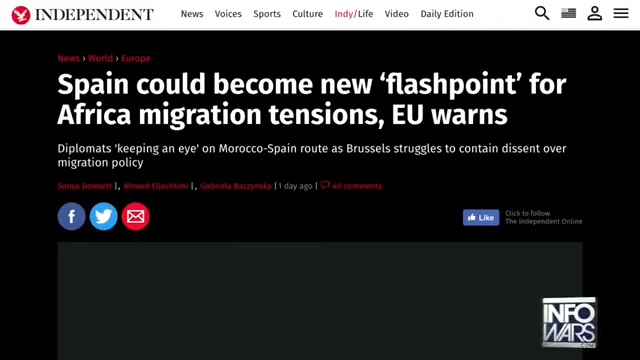 INDEPENDENT
News Voices Sports Culture Indy/Life Video Daily Edition
News › World › Europe
Spain could become new ‘flashpoint’ for
Africa migration tensions, EU warns
Diplomats 'keeping an eye' on Morocco-Spain route as Brussels struggles to contain dissent over
migration policy
Sonya Dowsett |, Ahmed Eljechtimi |, Gabriela Baczynska | 1 day ago | 40 comments
f
Like
Click to follow
The Independent Online
INFO
WARS
.COM